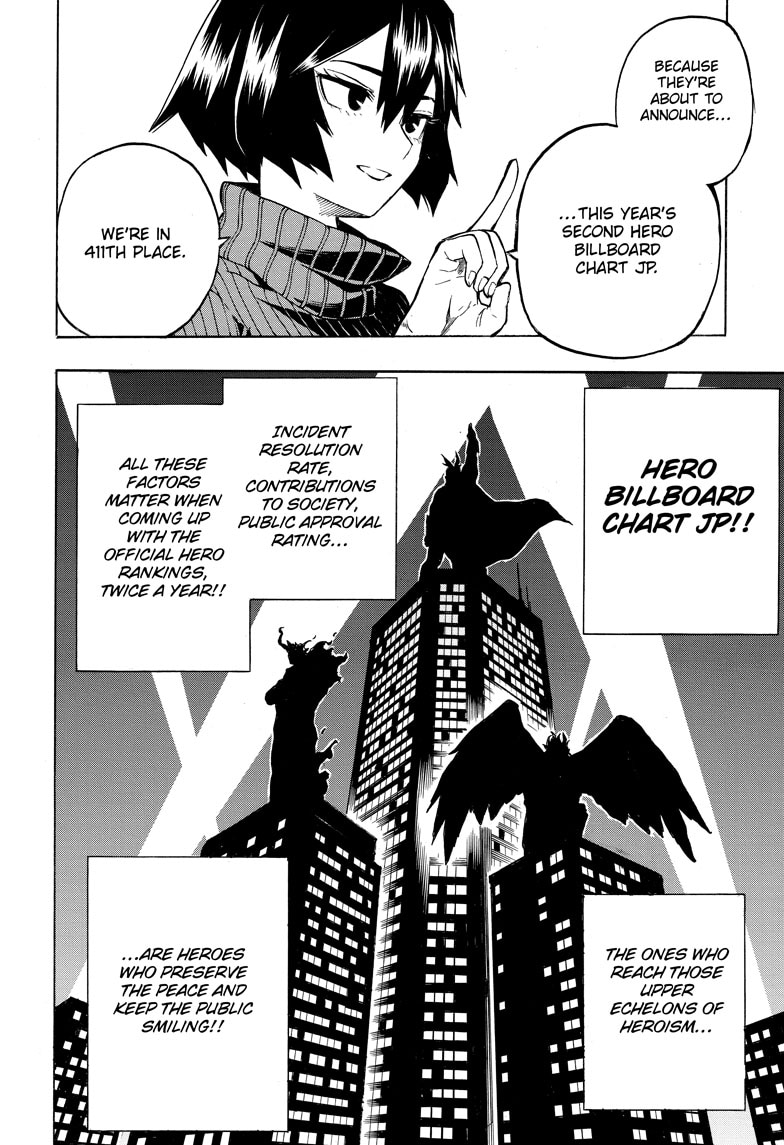 BECAUSE
THEY'RE
ABOUT TO
ANNOUNCE...
...THIS YEAR'S
SECOND HERO
BILLBOARD
CHART JP.
WE'RE IN
411TH PLACE.
HERO
BILLBOARD
CHART JP!!
INCIDENT
RESOLUTION
RATE,
CONTRIBUTIONS
TO SOCIETY,
PUBLIC APPROVAL
RATING...
ALL THESE
FACTORS
MATTER WHEN
COMING UP
WITH THE
OFFICIAL HERO
RANKINGS,
TWICE A YEAR!!
THE ONES WHO
REACH THOSE
UPPER
ECHELONS OF
HEROISM...
...ARE HEROES
WHO PRESERVE
THE PEACE AND
KEEP THE PUBLIC
SMILING!!